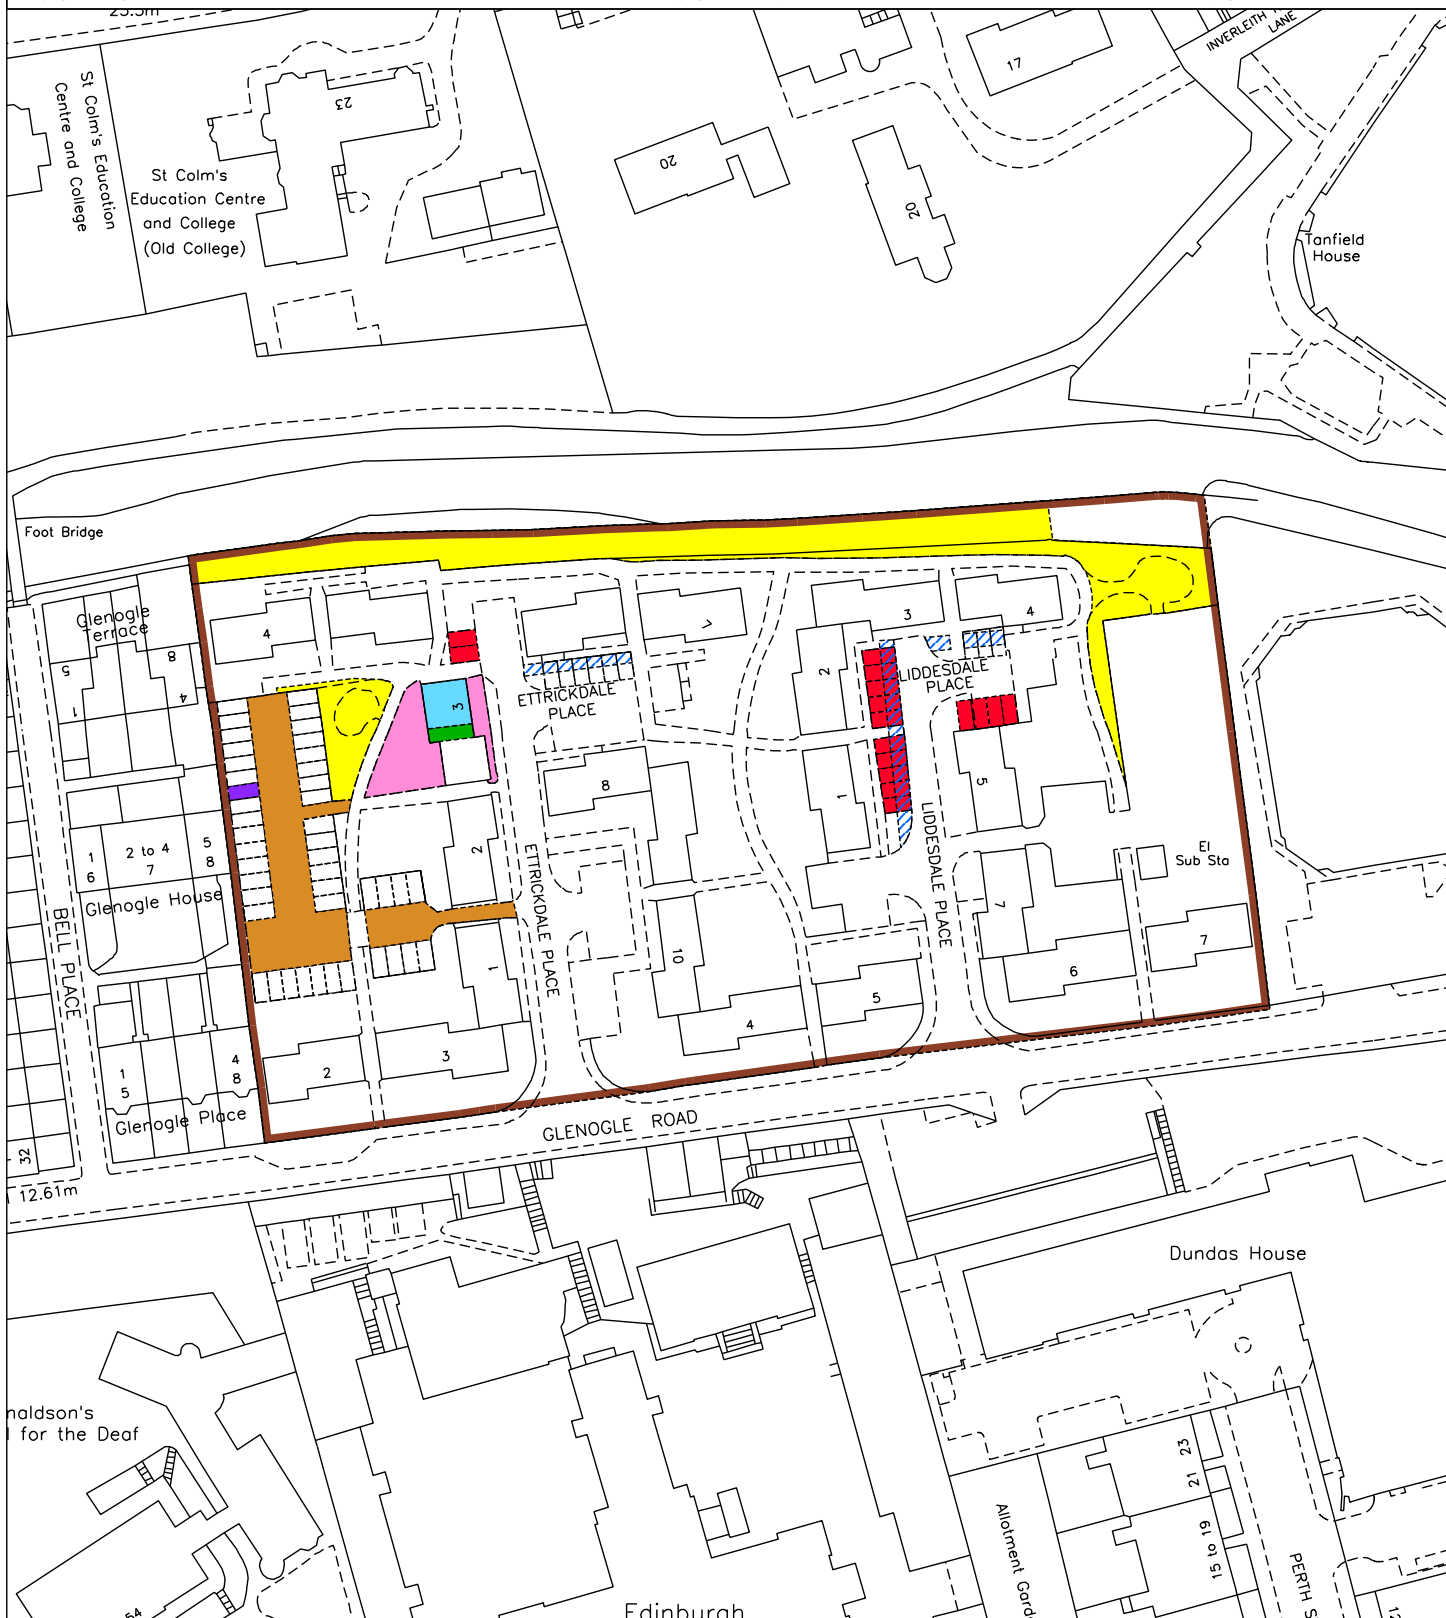 17
INVERLEITH
LANE
23
St Colm's Education
Centre and College
St Colm's
Education Centre
and College
(Old College)
20
20
Tanfield
House
Foot Bridge
Glenogle
Terrace
5
8
1
4
4
3
4
2
3
1
ETTRICKDALE
PLACE
LIDDESDALE
PLACE
8
1
5
2
1
6
2 to 4
7
5
8
Glenogle House
ETTRICKDALE PLACE
LIDDESDALE PLACE
El
Sub Sta
7
7
BELL PLACE
10
1
6
5
4
3
2
1
5
4
8
Glenogle Place
GLENOGLE ROAD
32
12.61m
Dundas House
naldson's
for the Deaf
54
Edinburgh
Allotment Gard
21 23
15 to 19
PERTH S
12